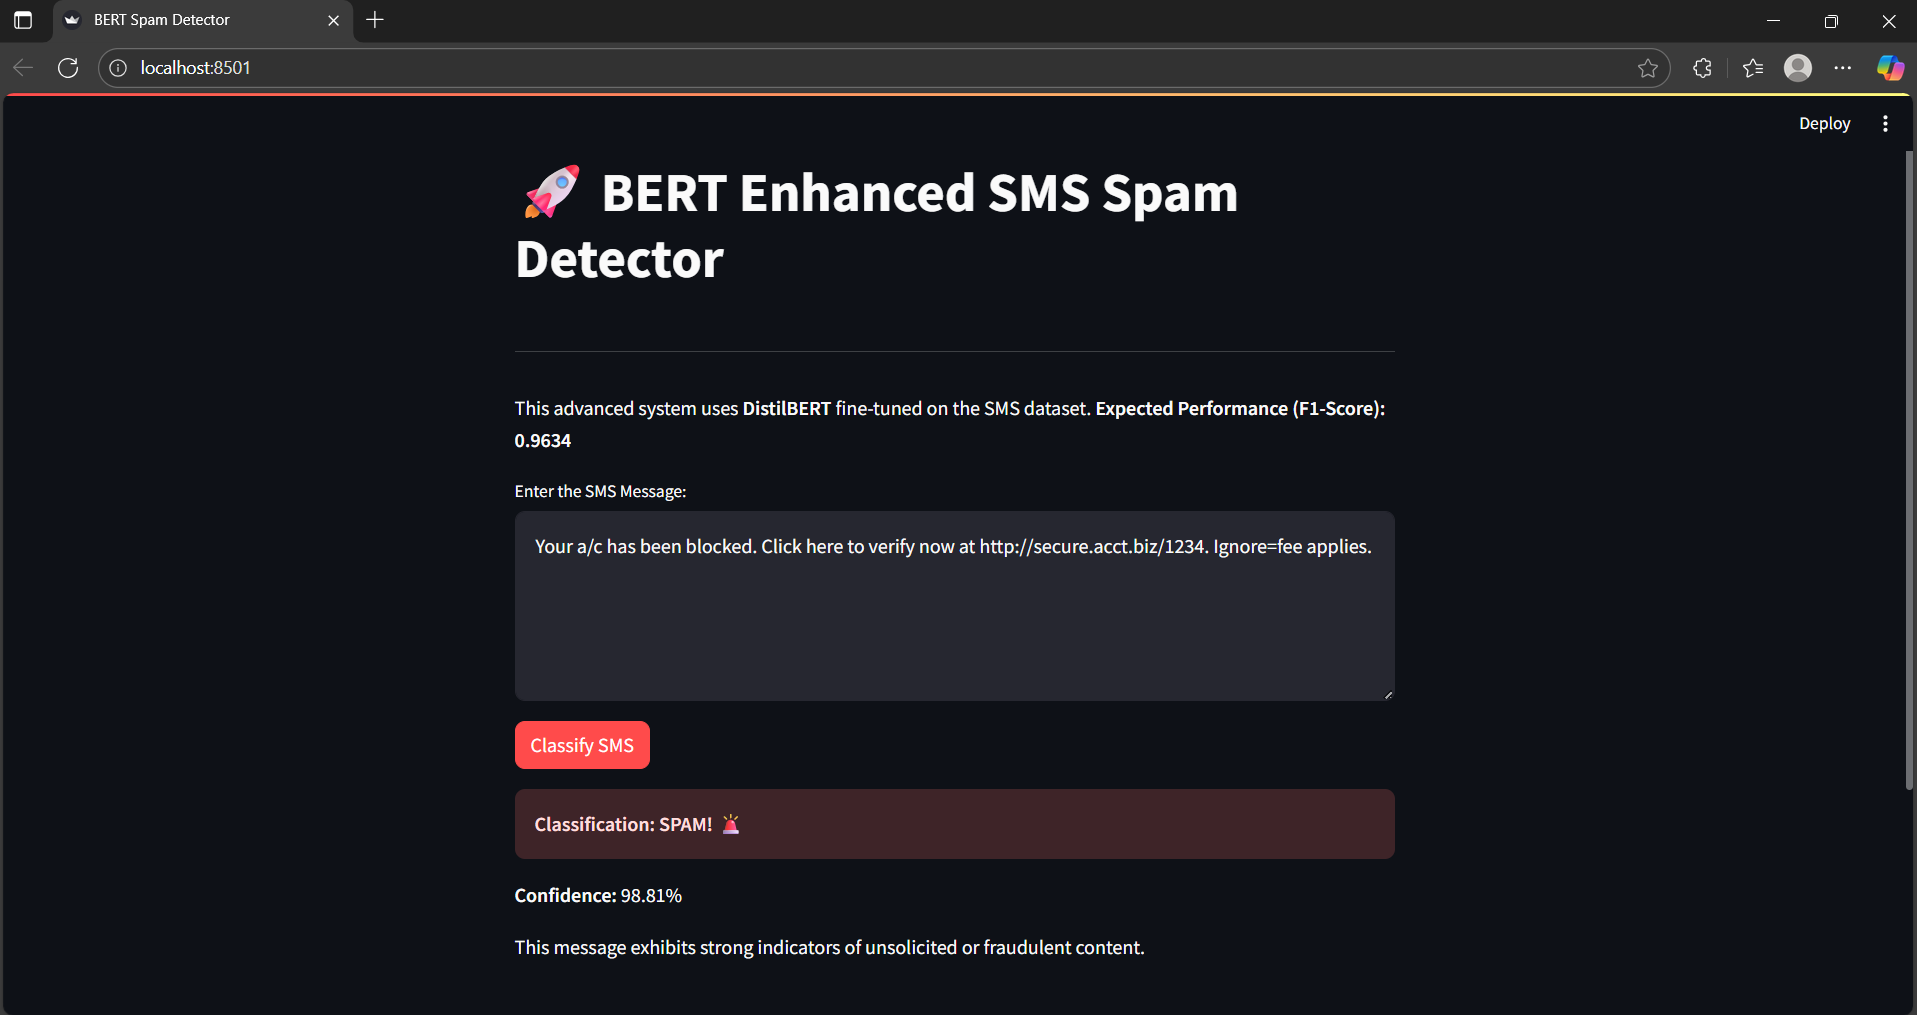 BERT Spam Detector
localhost:8501
Deploy
🚀 BERT Enhanced SMS Spam
Detector
This advanced system uses DistilBERT fine-tuned on the SMS dataset. Expected Performance (F1-Score):
0.9634
Enter the SMS Message:
Your a/c has been blocked. Click here to verify now at http://secure.acct.biz/1234. Ignore=fee applies.
Classify SMS
Classification: SPAM! 🚨
Confidence: 98.81%
This message exhibits strong indicators of unsolicited or fraudulent content.